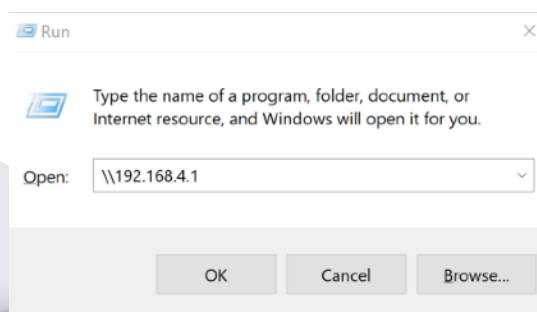 Run
Type the name of a program, folder, document, or
Internet resource, and Windows will open it for you.
Open: \\192.168.4.1
OK Cancel Browse...